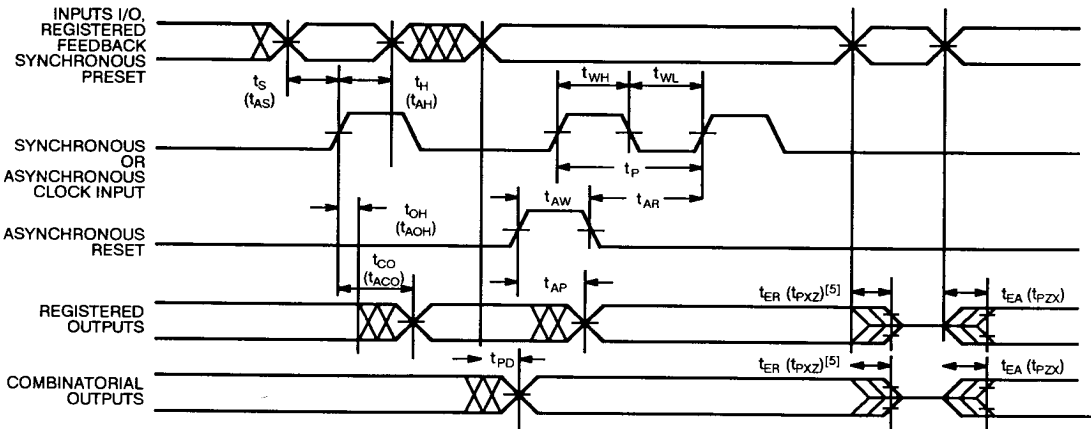 INPUTS I/O,
REGISTERED
FEEDBACK
SYNCHRONOUS
PRESET
tS
(tAS)
tH
(tAH)
tWH
tWL
SYNCHRONOUS
OR
ASYNCHRONOUS
CLOCK INPUT
tP
tAW
tAR
ASYNCHRONOUS
RESET
tOH
(tAOH)
tCO
(tACO)
tAP
REGISTERED
OUTPUTS
tER (tPXZ)[5]
tEA (tPZX)
tPD
COMBINATORIAL
OUTPUTS
tER (tPXZ)[5]
tEA (tPZX)